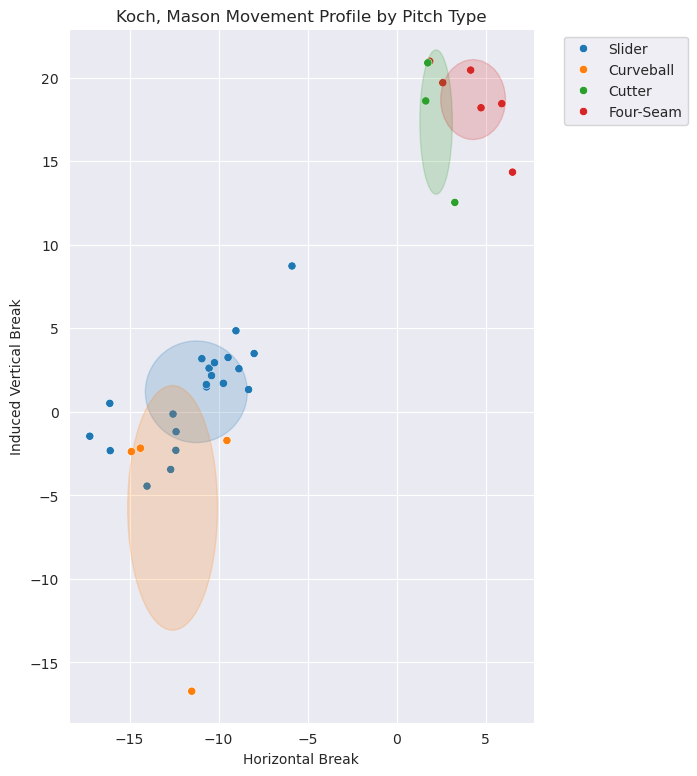 Koch, Mason Movement Profile by Pitch Type
Slider
Curveball
Cutter
Four-Seam
20
15
10
5
0
−5
−10
−15
Induced Vertical Break
−15
−10
−5
0
5
Horizontal Break